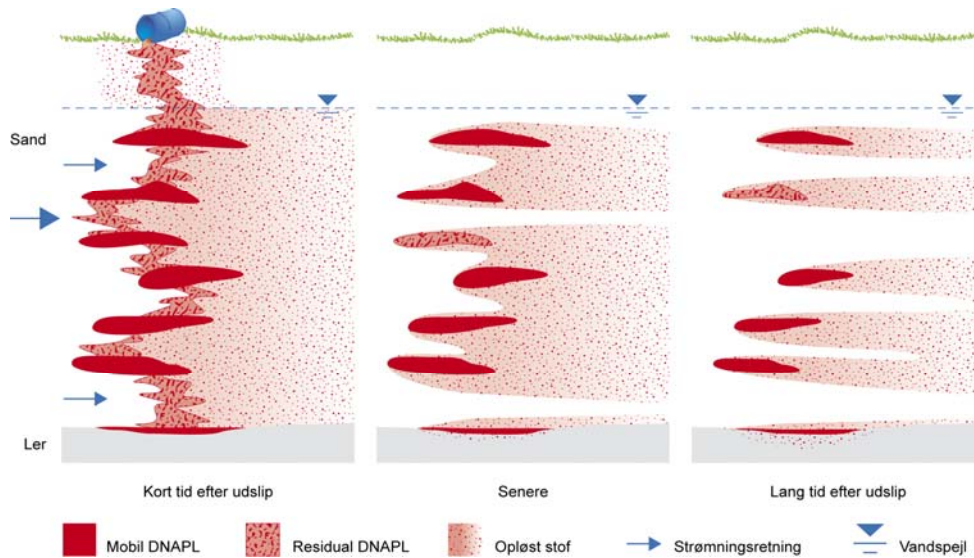 Sand
Ler
Kort tid efter udslip
Senere
Lang tid efter udslip
Mobil DNAPL
Residual DNAPL
Opløst stof
Strømningsretning
Vandspejl